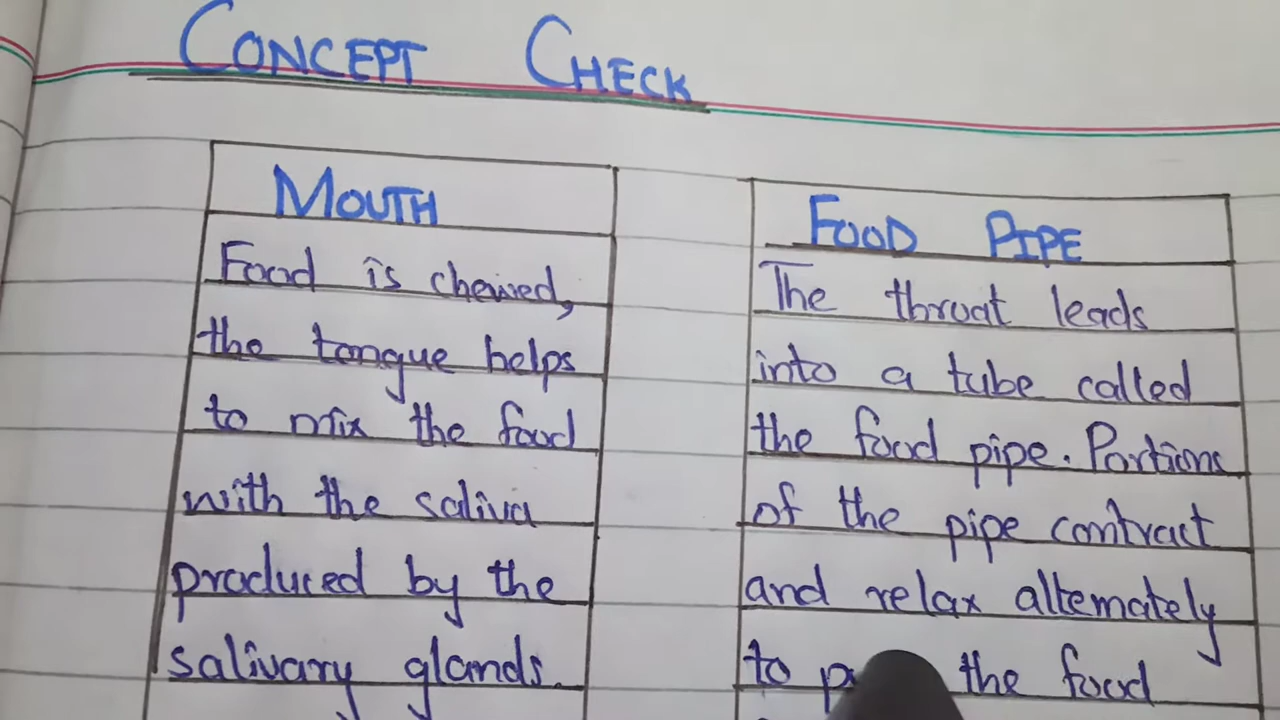 CONCEPT CHECK
MOUTH
Food is chewed,
the tongue helps
to mix the food
with the saliva
produced by the
salivary glands.
FOOD PIPE
The throat leads
into a tube called
the food pipe. Portions
of the pipe contract
and relax alternately
to the food